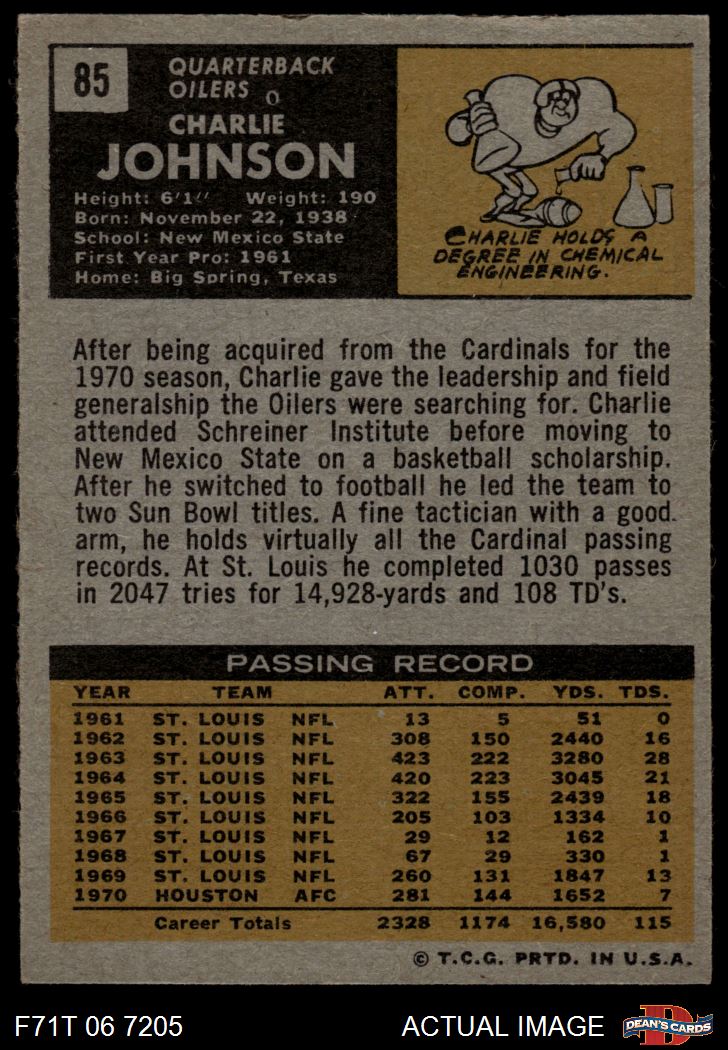 85
QUARTERBACK
OILERS
CHARLIE
JOHNSON
Height: 6'1" Weight: 190
Born: November 22, 1938
School: New Mexico State
First Year Pro: 1961
Home: Big Spring, Texas
CHARLIE HOLDS A
DEGREE IN CHEMICAL
ENGINEERING.
After being acquired from the Cardinals for the
1970 season, Charlie gave the leadership and field
generalship the Oilers were searching for. Charlie
attended Schreiner Institute before moving to
New Mexico State on a basketball scholarship.
After he switched to football he led the team to
two Sun Bowl titles. A fine tactician with a good
arm, he holds virtually all the Cardinal passing
records. At St. Louis he completed 1030 passes
in 2047 tries for 14,928-yards and 108 TD's.
PASSING RECORD
YEAR TEAM ATT. COMP. YDS. TDS.
1961 ST. LOUIS NFL 13 5 51 0
1962 ST. LOUIS NFL 308 150 2440 16
1963 ST. LOUIS NFL 423 222 3280 28
1964 ST. LOUIS NFL 420 223 3045 21
1965 ST. LOUIS NFL 322 155 2439 18
1966 ST. LOUIS NFL 205 103 1334 10
1967 ST. LOUIS NFL 29 12 162 1
1968 ST. LOUIS NFL 67 29 330 1
1969 ST. LOUIS NFL 260 131 1847 13
1970 HOUSTON AFC 281 144 1652 7
Career Totals 2328 1174 16,580 115
© T.C.G. PRTD. IN U.S.A.
F71T 06 7205 ACTUAL IMAGE D DEAN'S CARDS